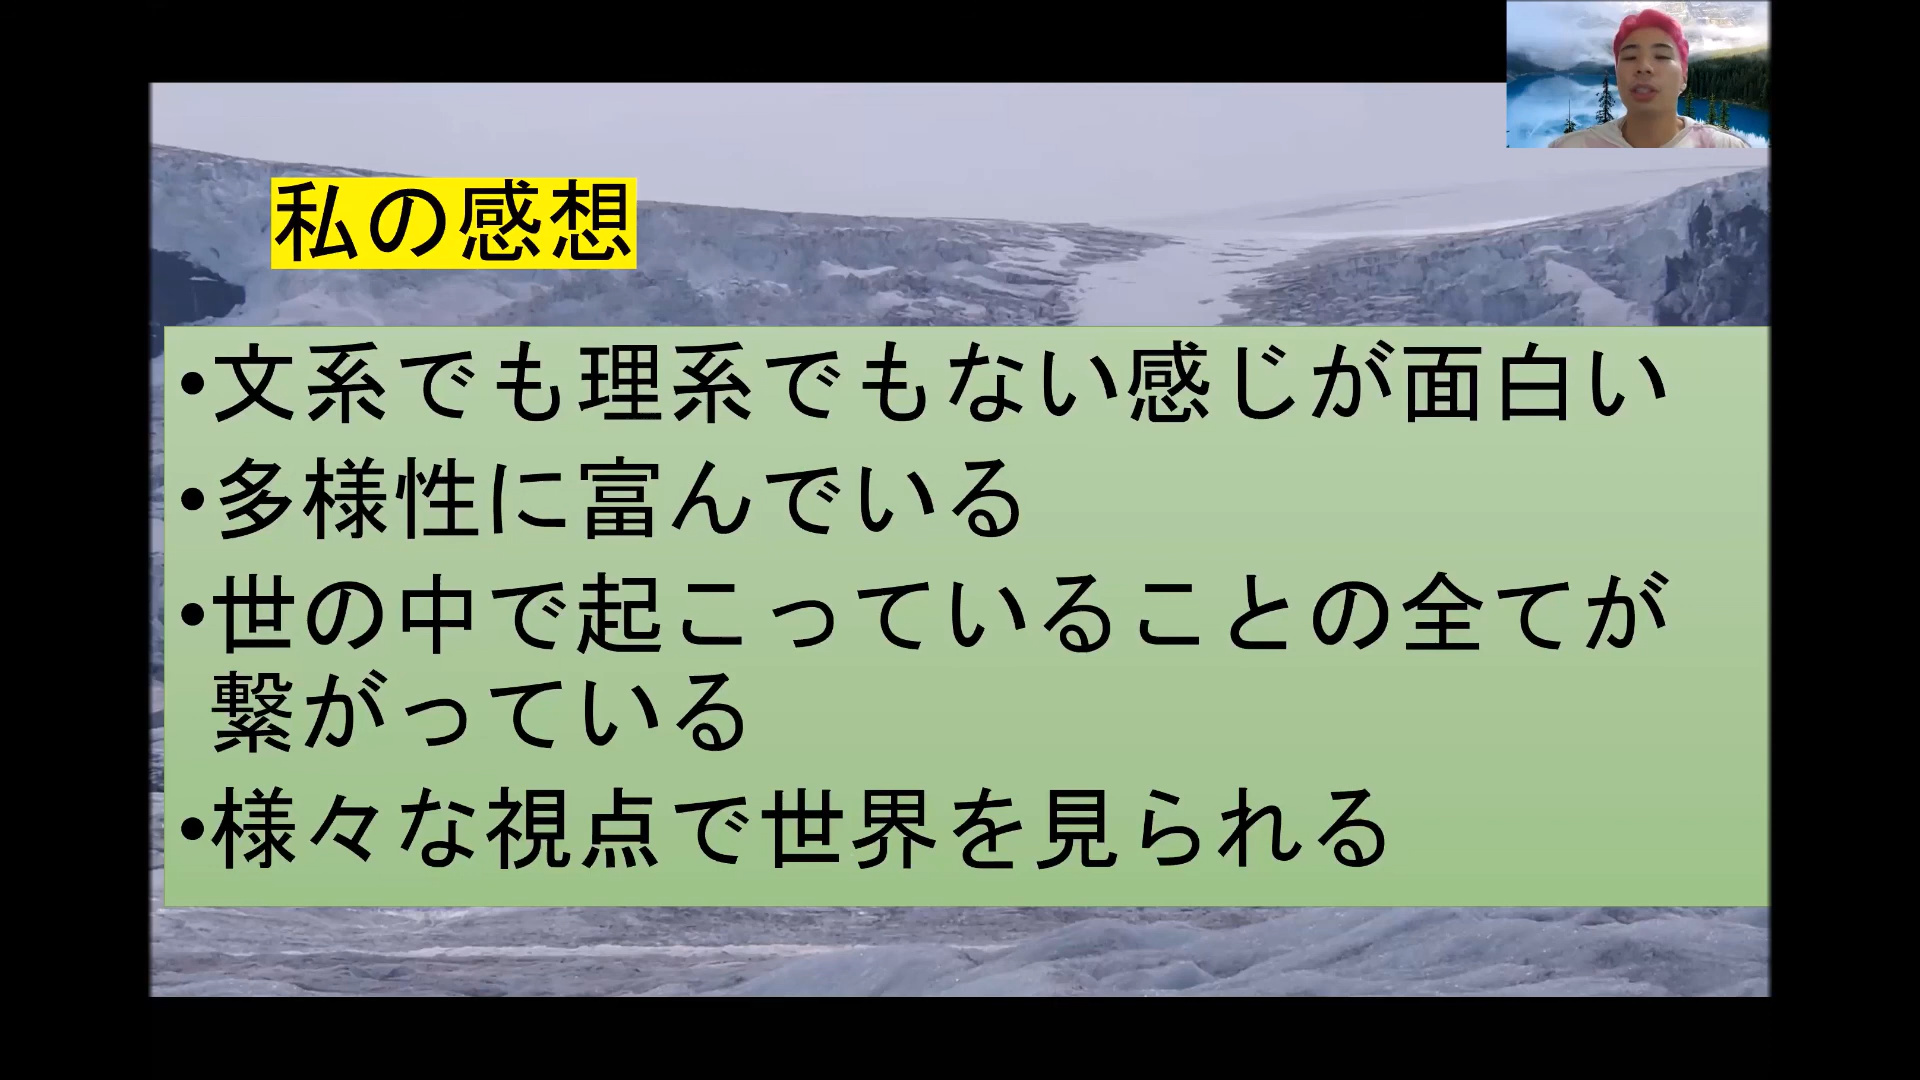 私の感想
•文系でも理系でもない感じが面白い
•多様性に富んでいる
•世の中で起こっていることの全てが
繋がっている
•様々な視点で世界を見られる